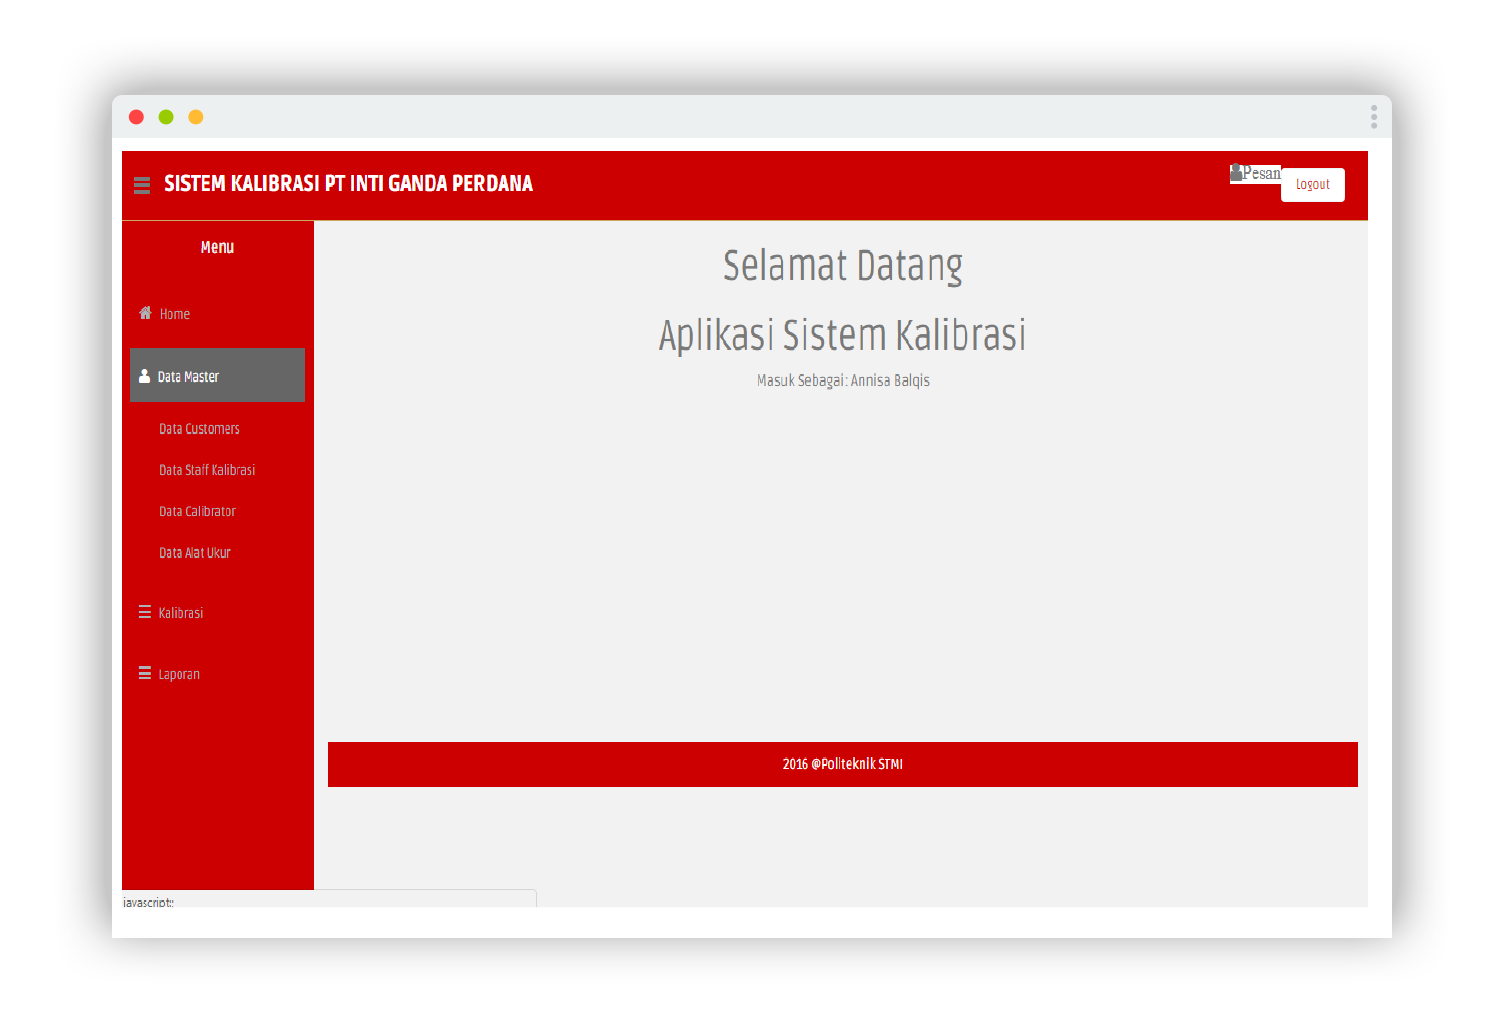 SISTEM KALIBRASI PT INTI GANDA PERDANA
Pesan
Logout
Menu
Home
Data Master
Data Customers
Data Staff Kalibrasi
Data Calibrator
Data Alat Ukur
Kalibrasi
Laporan
Selamat Datang
Aplikasi Sistem Kalibrasi
Masuk Sebagai: Annisa Balqis
2016 @Politeknik STMI
javascript:;